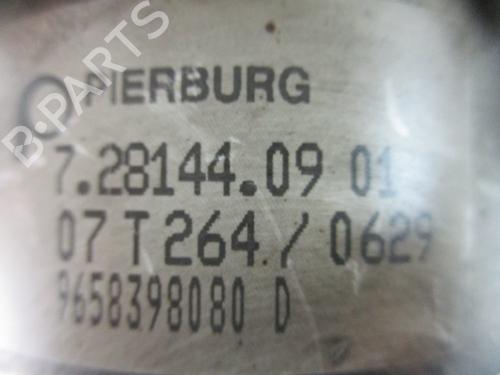 B-PARTS
PIERBURG
7.28144.09 01
07 T 264 / 0629
9658398080 D